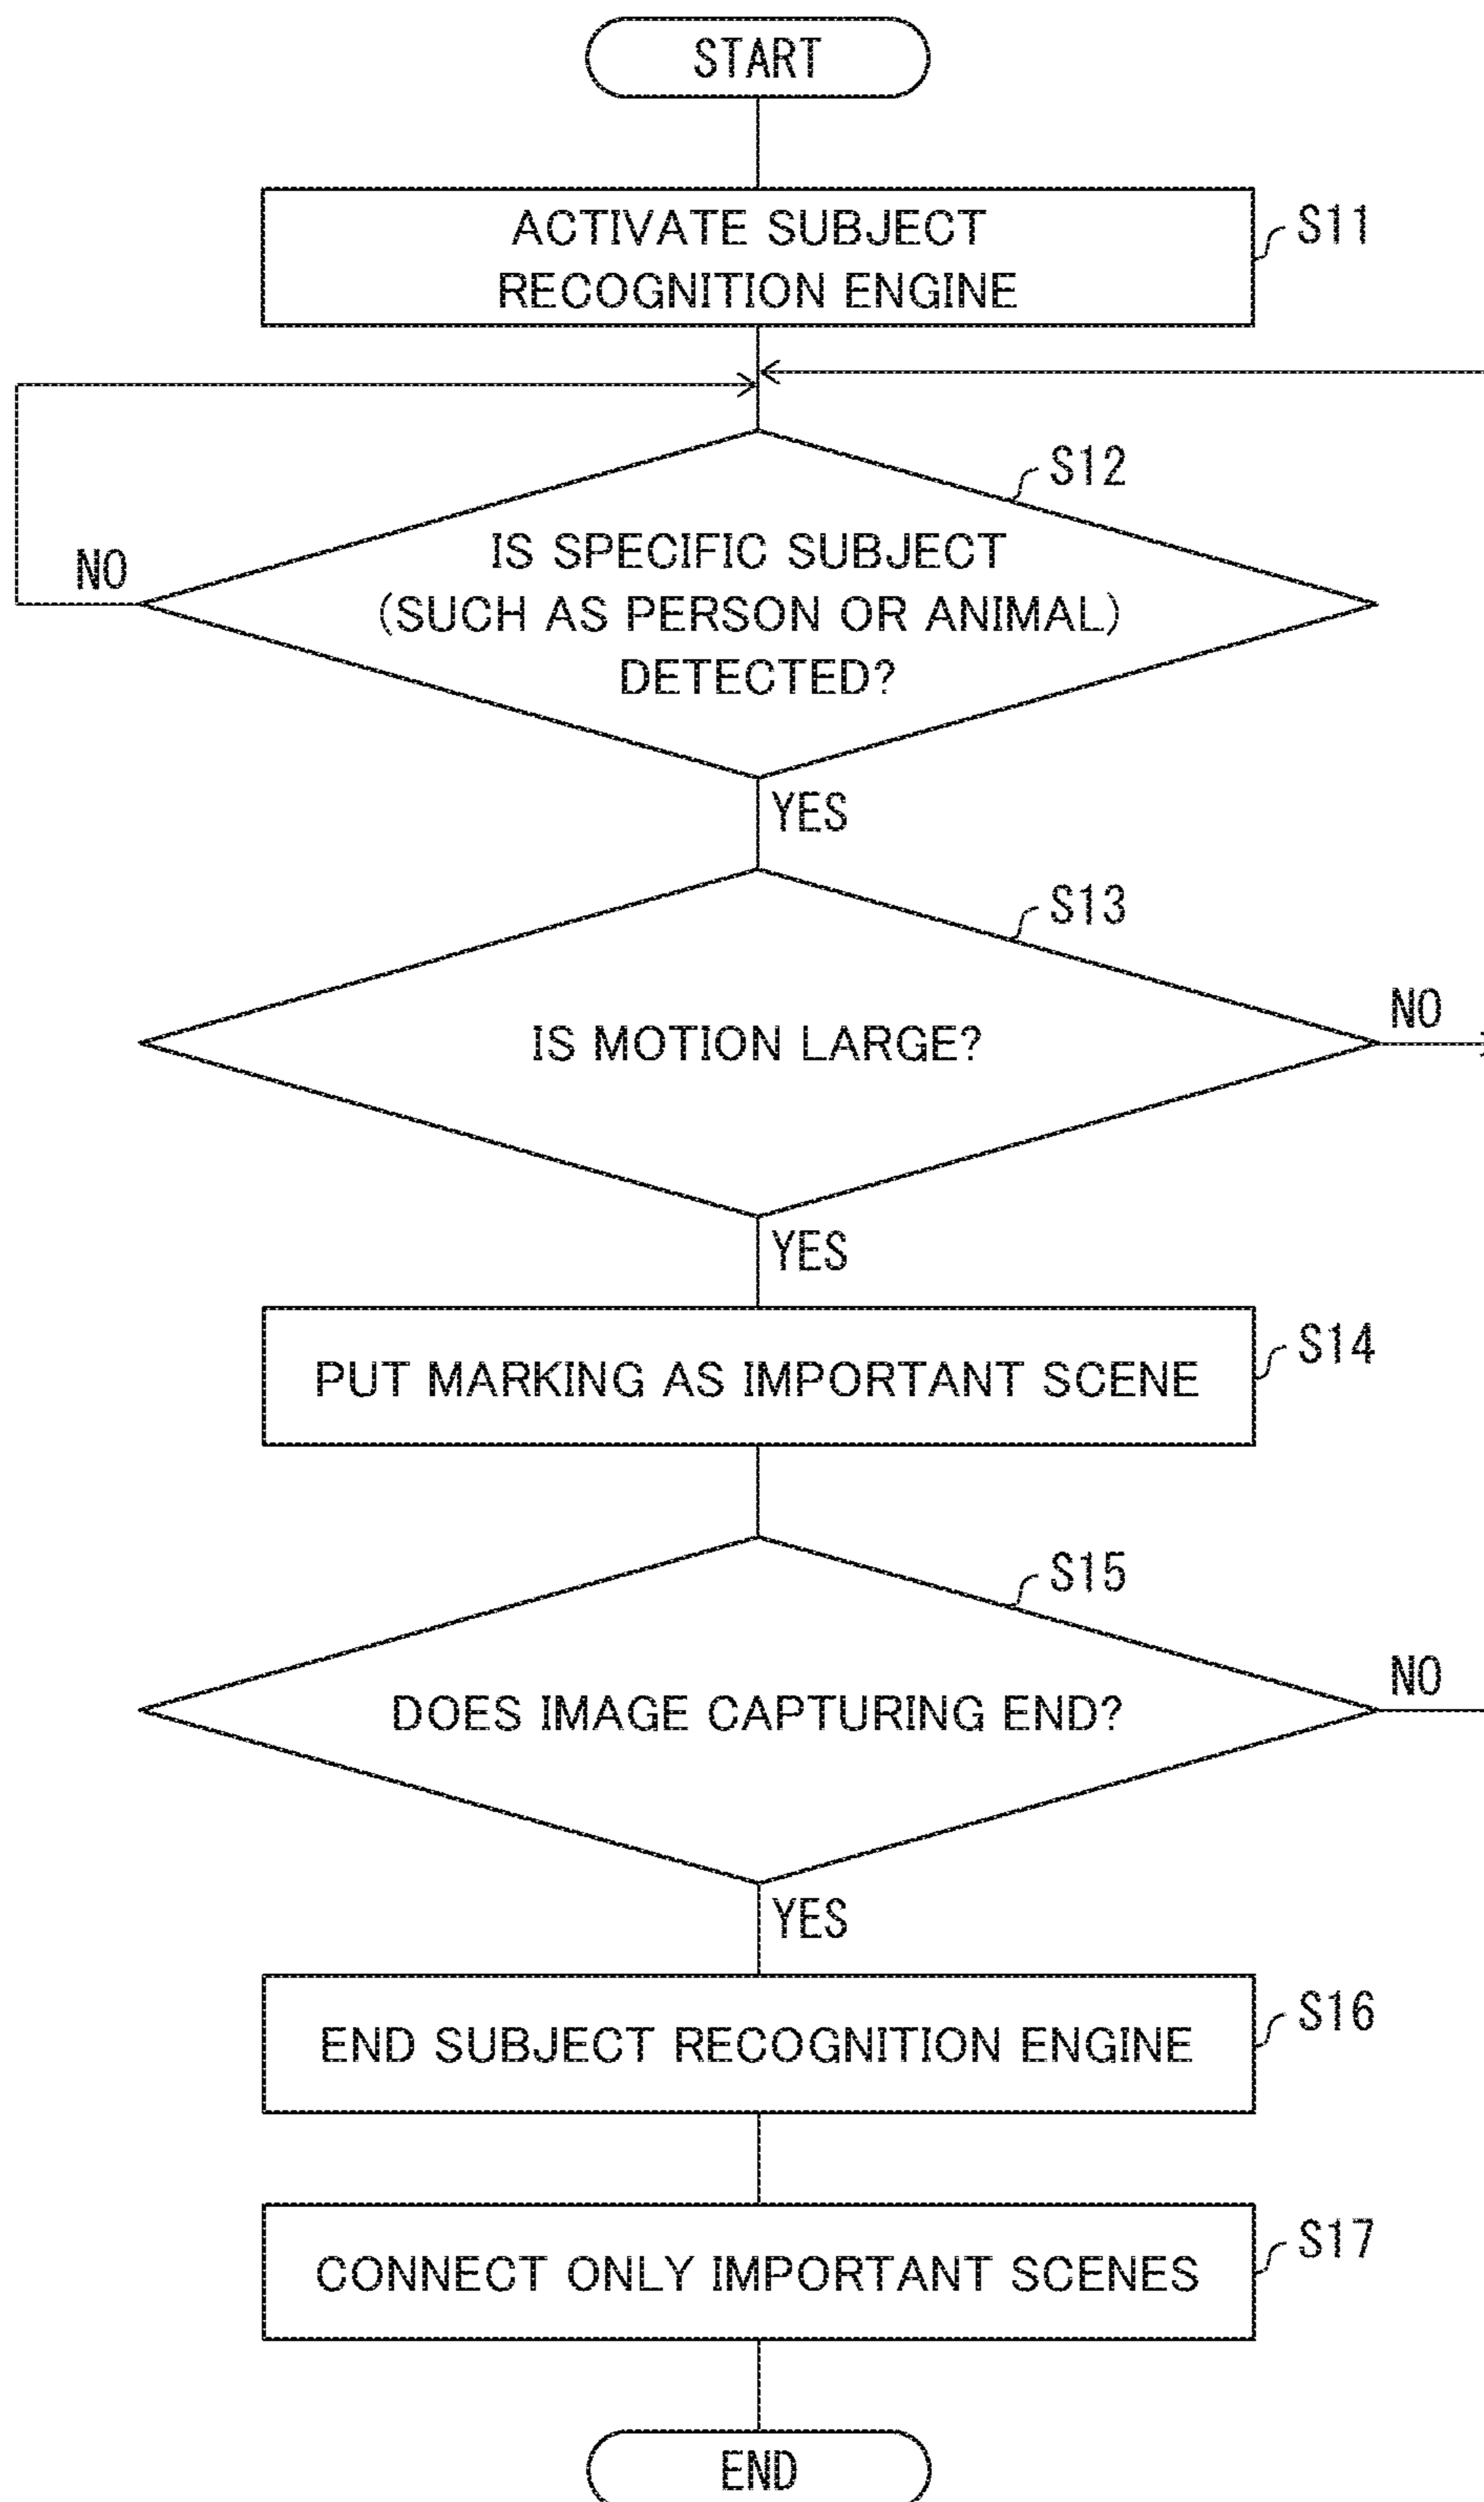 START
ACTIVATE SUBJECT
RECOGNITION ENGINE
S11
S12
IS SPECIFIC SUBJECT
(SUCH AS PERSON OR ANIMAL)
DETECTED?
NO
YES
S13
IS MOTION LARGE?
NO
YES
PUT MARKING AS IMPORTANT SCENE
S14
S15
DOES IMAGE CAPTURING END?
NO
YES
END SUBJECT RECOGNITION ENGINE
S16
CONNECT ONLY IMPORTANT SCENES
S17
END